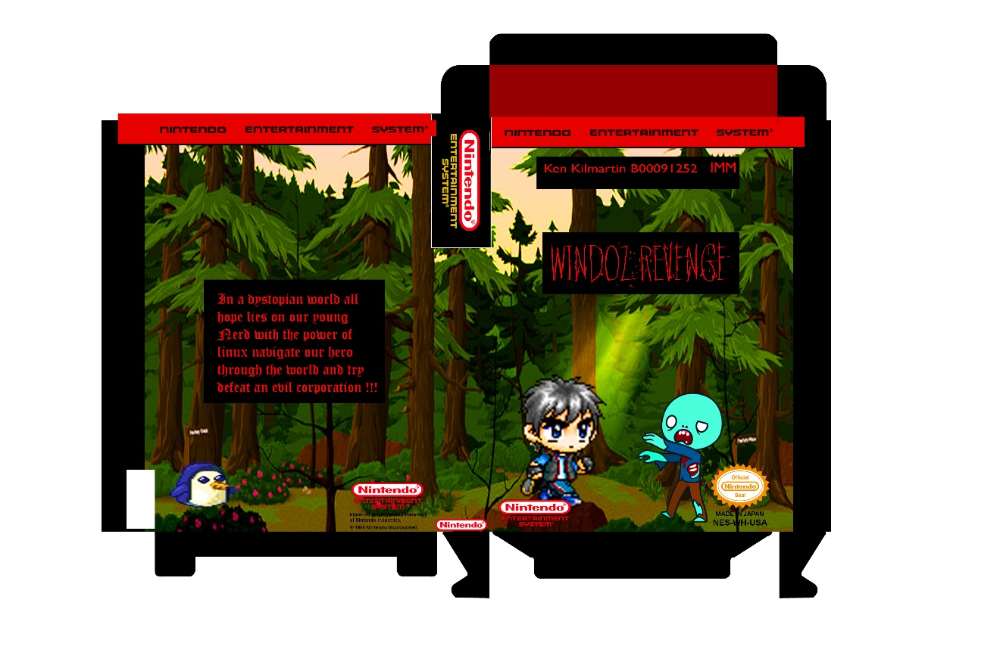 NINTENDO ENTERTAINMENT SYSTEM®
In a dystopian world all
hope lies on our young
Nerd with the power of
linux navigate our hero
through the world and try
defeat an evil corporation !!!
Nintendo®
ENTERTAINMENT
SYSTEM®
of Nintendo Industries.
© 1990 Nintendo Incorporated.
Nintendo®
ENTERTAINMENT
SYSTEM®
Nintendo®
NINTENDO ENTERTAINMENT SYSTEM®
Ken Kilmartin B00091252 IMM
WINDOZ REVENGE
Nintendo®
ENTERTAINMENT
SYSTEM®
Official
Nintendo
Seal
MADE IN JAPAN
NES-WH-USA